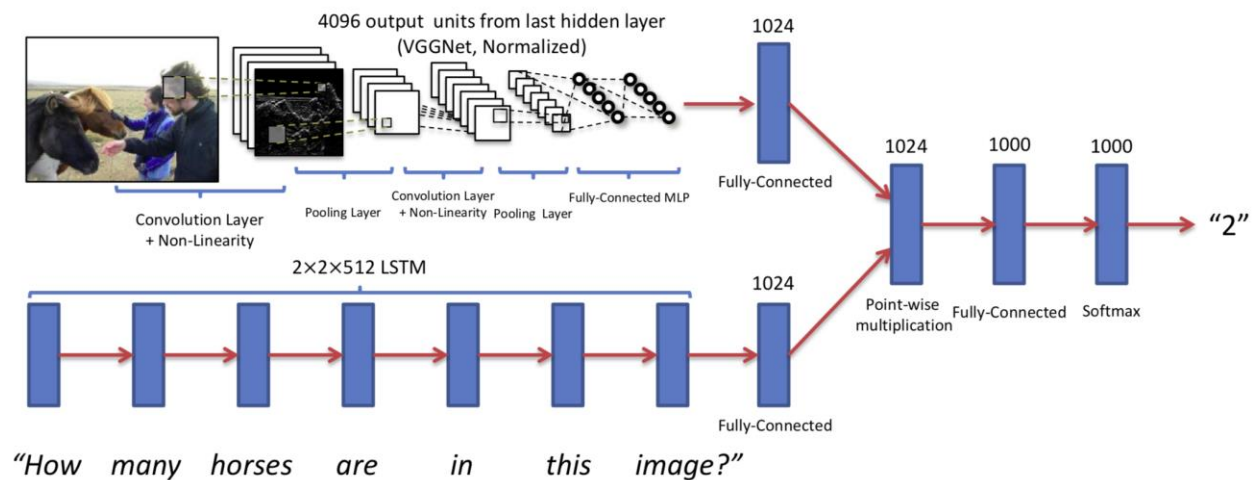 4096 output units from last hidden layer
(VGGNet, Normalized)
Convolution Layer
+ Non-Linearity
Pooling Layer
Convolution Layer
+ Non-Linearity
Pooling Layer
Fully-Connected MLP
1024
Fully-Connected
2×2×512 LSTM
1024
Fully-Connected
1024
Point-wise
multiplication
1000
Fully-Connected
1000
Softmax
“2”
“How many horses are in this image?”